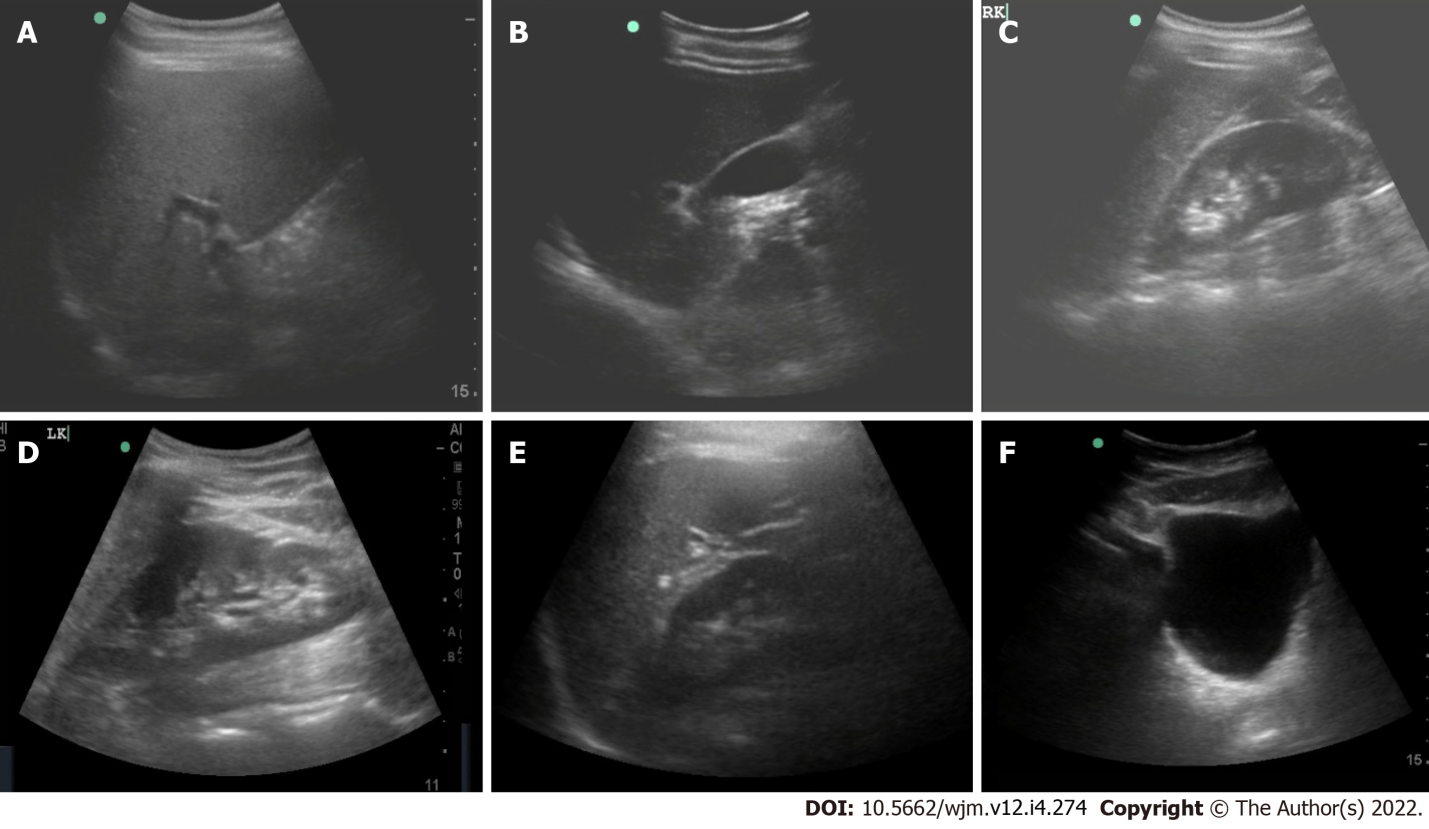 A
15
B
RK
C
LK
D
11
E
F
15
DOI: 10.5662/wjm.v12.i4.274 Copyright © The Author(s) 2022.